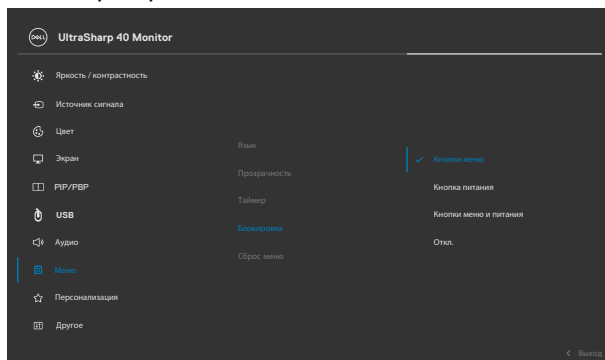 DELL
UltraSharp 40 Monitor
Яркость / контрастность
Источник сигнала
Цвет
Экран
PIP/PBP
USB
Аудио
Меню
Персонализация
Другое
Язык
Прозрачность
Таймер
Блокировка
Сброс меню
Кнопки меню
Кнопка питания
Кнопки меню и питания
Откл.
Выход